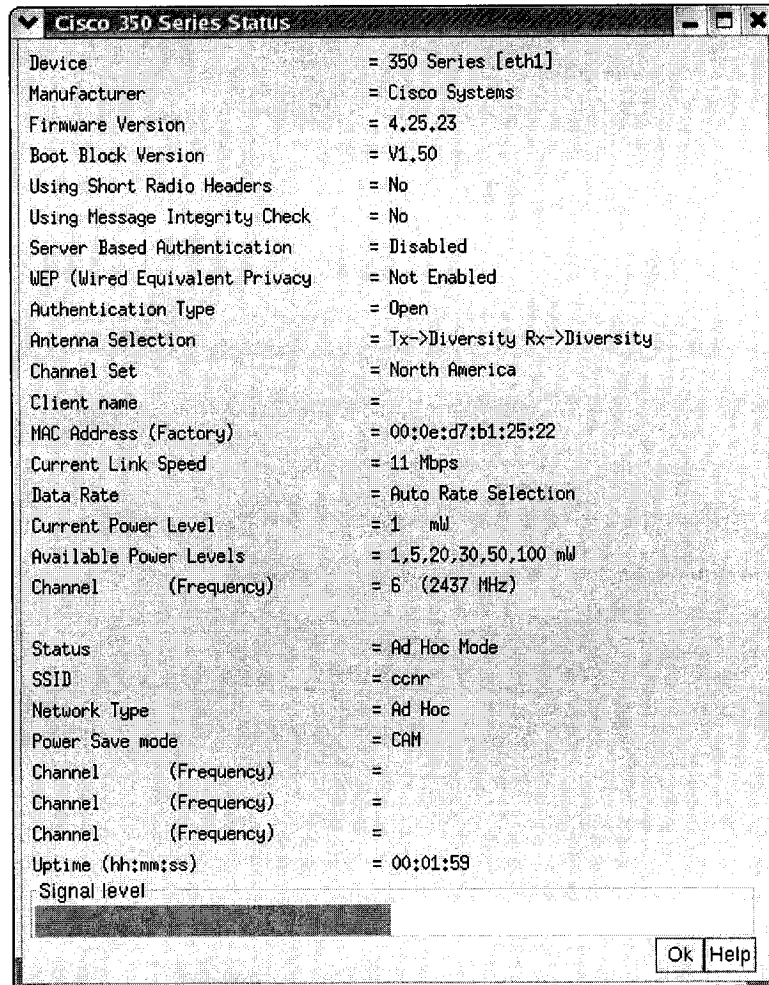 Cisco 350 Series Status
Device = 350 Series [eth1]
Manufacturer = Cisco Systems
Firmware Version = 4.25.23
Boot Block Version = V1.50
Using Short Radio Headers = No
Using Message Integrity Check = No
Server Based Authentication = Disabled
WEP (Wired Equivalent Privacy = Not Enabled
Authentication Type = Open
Antenna Selection = Tx->Diversity Rx->Diversity
Channel Set = North America
Client name =
MAC Address (Factory) = 00:0e:d7:b1:25:22
Current Link Speed = 11 Mbps
Data Rate = Auto Rate Selection
Current Power Level = 1 mW
Available Power Levels = 1,5,20,30,50,100 mW
Channel (Frequency) = 6 (2437 MHz)
Status = Ad Hoc Mode
SSID = ccnr
Network Type = Ad Hoc
Power Save mode = CAM
Channel (Frequency) =
Channel (Frequency) =
Channel (Frequency) =
Uptime (hh:mm:ss) = 00:01:59
Signal level
Ok Help